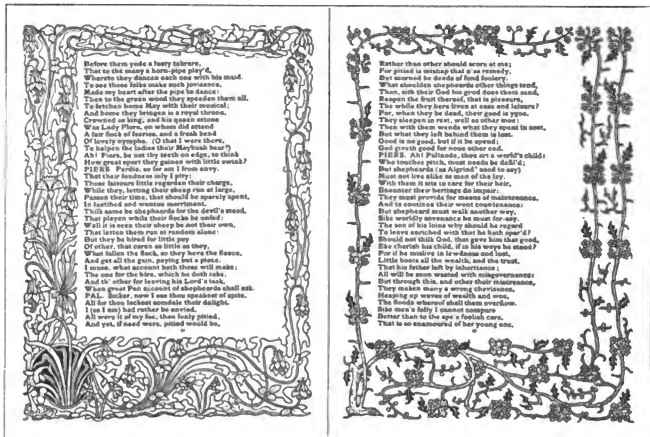 Before them yode a lusty tabrere,
That to the many a horn-pipe play'd,
Whereto they dancen each one with his maid.
To see those folks make such jovisance,
Made my heart after the pipe to dance:
Then to the green wood they speeden them all,
To fetchen home May with their musical;
And home they bringen in a royal throne,
Crowned as king, and his queen attone
Was Lady Flora, on whom did attend
A fair flock of faeries, and a fresh bend
Of lovely nymphs. (O that I were there,
To helpen the ladies their Maybush bear!)
Ah! Piers, be not thy teeth on edge, to think
How great sport they gainen with little swink?
PIERS Perdie, so far am I from envy,
That their fondness inly I pity:
Those faitours little regarden their charge,
While they, letting their sheep run at large,
Passen their time, that should be sparely spent,
In lustihed and wanton merriment.
Thilk same be shepheards for the devil's stead,
That playen while their flocks be unfed:
Well it is seen their sheep be not their own,
That letten them run at random alone:
But they be hired for little pay
Of other, that caren as little as they,
What fallen the flock, so they have the fleece,
And get all the gain, paying but a piece.
I muse, what account both these will make;
The one for the hire, which he doth take,
And th' other for leaving his Lord's task,
When great Pan account of shepheards shall ask.
PAL. Sicker, now I see thou speakest of spite,
All for thou lackest somdele their delight.
I (as I am) had rather be envied,
All were it of my foe, than fonly pitied;
And yet, if need were, pitied would be,
Rather than other should scorn at me;
For pitied is mishap that n'as remedy,
But scorned be deeds of fond foolery.
What shoulden shepheards other things tend,
Than, sith their God his good does them send,
Reapen the fruit thereof, that is pleasure,
The while they here liven at ease and leisure?
For, when they be dead, their good is ygoe,
They sleepen in rest, well as other moe:
Then with them wends what they spent in cost,
But what they left behind them is lost.
Good is no good, but if it be spend;
God giveth good for none other end.
PIERS. Ah! Palinode, thou art a world's child:
Who touches pitch, must needs be defil'd;
But shepheards (as Algrind used to say)
Must not live alike as men of the lay.
With them it sits to care for their heir,
Enaunter their heritage do impair;
They must provide for means of maintenance,
And to continue their wont countenance:
But shepheard must walk another way,
Sike worldly sovenance he must for-say.
The son of his loins why should he regard
To leave enriched with that he hath spar'd?
Should not thilk God, that gave him that good,
Eke cherish his child, if in his ways he stood?
For if he mislive in lewdness and lust,
Little boots all the wealth, and the trust,
That his father left by inheritance;
All will be soon wasted with misgovernance:
But through this, and other their miscreance,
They maken many a wrong chevisance,
Heaping up waves of wealth and woe,
The floods whereof shall them overflow.
Sike men's folly I cannot compare
Better than to the ape's foolish care,
That is so enamoured of her young one,